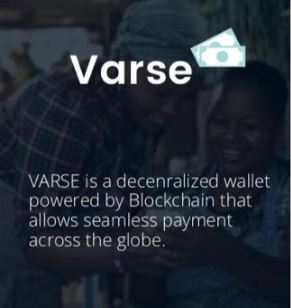 Varse
VARSE is a decenralized wallet
powered by Blockchain that
allows seamless payment
across the globe.